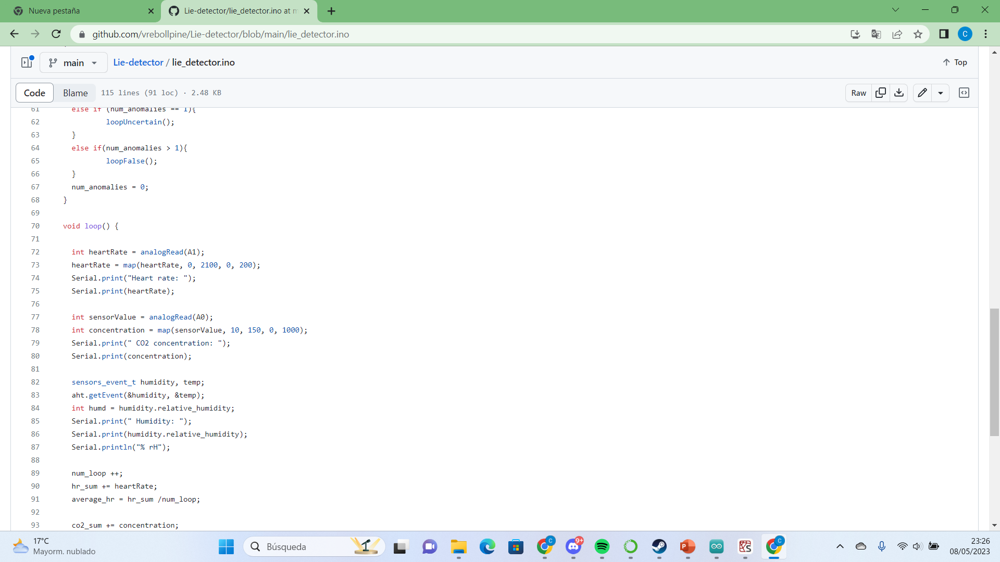 Nueva pestaña
Lie-detector/lie_detector.ino at m
github.com/vrebollpine/Lie-detector/blob/main/lie_detector.ino
C
main
Lie-detector / lie_detector.ino
Top
Code Blame 115 lines (91 loc) · 2.48 KB
Raw
61 else if (num_anomalies == 1){
62 loopUncertain();
63 }
64 else if(num_anomalies > 1){
65 loopFalse();
66 }
67 num_anomalies = 0;
68 }
69
70 void loop() {
71
72 int heartRate = analogRead(A1);
73 heartRate = map(heartRate, 0, 2100, 0, 200);
74 Serial.print("Heart rate: ");
75 Serial.print(heartRate);
76
77 int sensorValue = analogRead(A0);
78 int concentration = map(sensorValue, 10, 150, 0, 1000);
79 Serial.print(" CO2 concentration: ");
80 Serial.print(concentration);
81
82 sensors_event_t humidity, temp;
83 aht.getEvent(&humidity, &temp);
84 int humd = humidity.relative_humidity;
85 Serial.print(" Humidity: ");
86 Serial.print(humidity.relative_humidity);
87 Serial.println("% rH");
88
89 num_loop ++;
90 hr_sum += heartRate;
91 average_hr = hr_sum /num_loop;
92
93 co2_sum += concentration;
17°C
Mayorm. nublado
Búsqueda
C
9+
C
23:26
08/05/2023